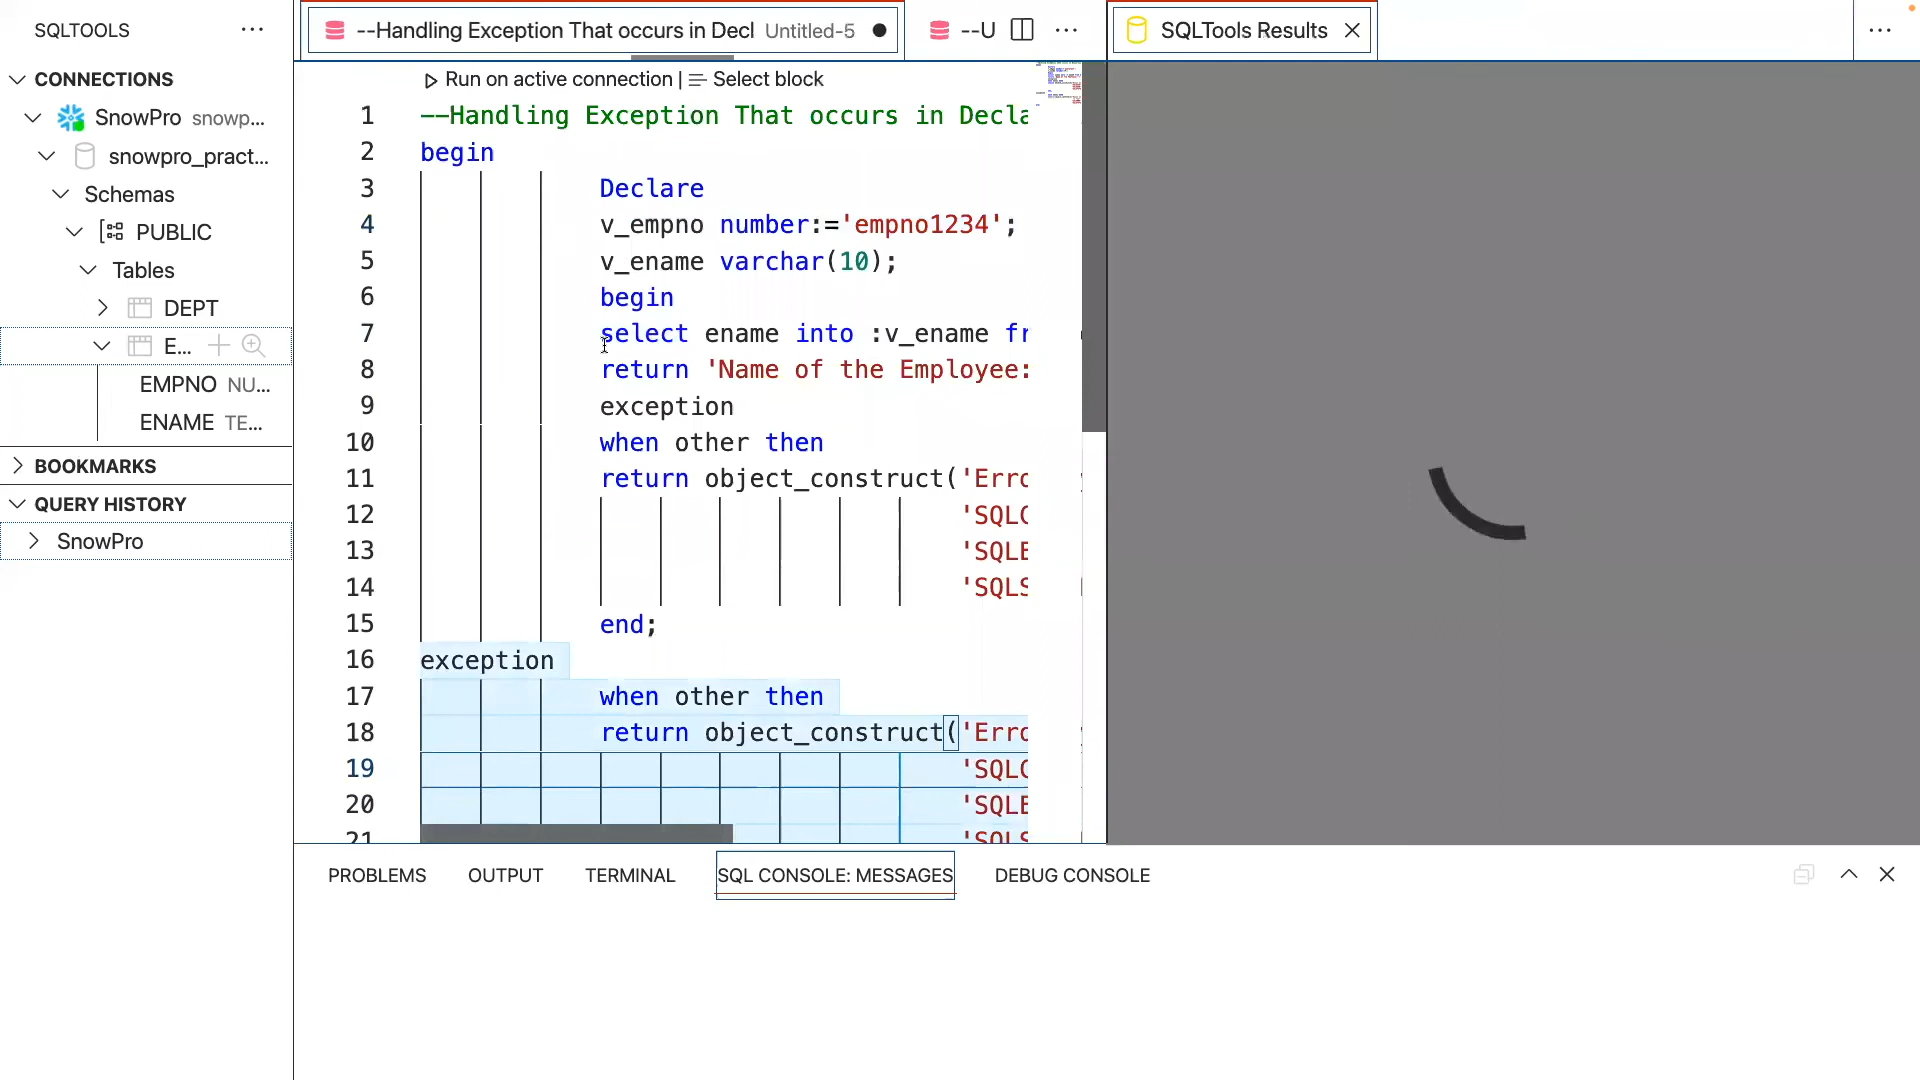 SQLTOOLS
CONNECTIONS
SnowPro snowp...
snowpro_pract...
Schemas
PUBLIC
Tables
DEPT
E...
EMPNO NU...
ENAME TE...
BOOKMARKS
QUERY HISTORY
SnowPro
--Handling Exception That occurs in Decl Untitled-5
--U
Run on active connection | Select block
1 --Handling Exception That occurs in Decla
2 begin
3 Declare
4 v_empno number:='empno1234';
5 v_ename varchar(10);
6 begin
7 select ename into :v_ename fr
8 return 'Name of the Employee:
9 exception
10 when other then
11 return object_construct('Erro
12 'SQLC
13 'SQLE
14 'SQLS
15 end;
16 exception
17 when other then
18 return object_construct('Erro
19 'SQLC
20 'SQLE
21 'SQLS
SQLTools Results
PROBLEMS OUTPUT TERMINAL SQL CONSOLE: MESSAGES DEBUG CONSOLE